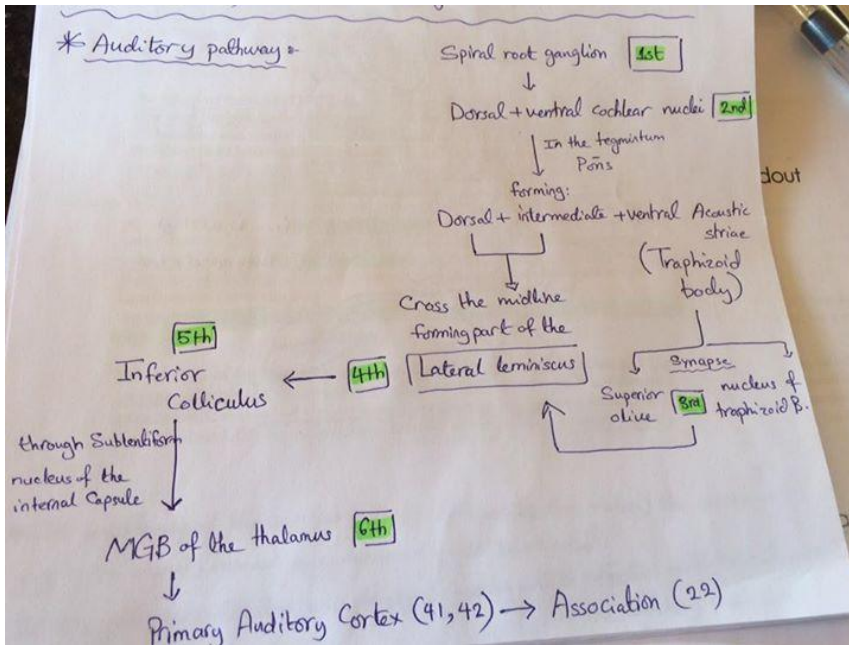 * Auditory pathway :-
Spiral root ganglion 1st
Dorsal + ventral cochlear nuclei 2nd
In the tegmintum
Pons
forming:
Dorsal + intermediate + ventral Acoustic
striae
(Traphizoid
body)
Cross the midline
forming part of the
Lateral leminiscus
4th
Synapse
Superior
olive
3rd
nucleus of
traphizoid B.
5th
Inferior
Colliculus
through Sublentiform
nucleus of the
internal Capsule
MGB of the thalamus 6th
Primary Auditory Cortex (41,42) → Association (22)
dout